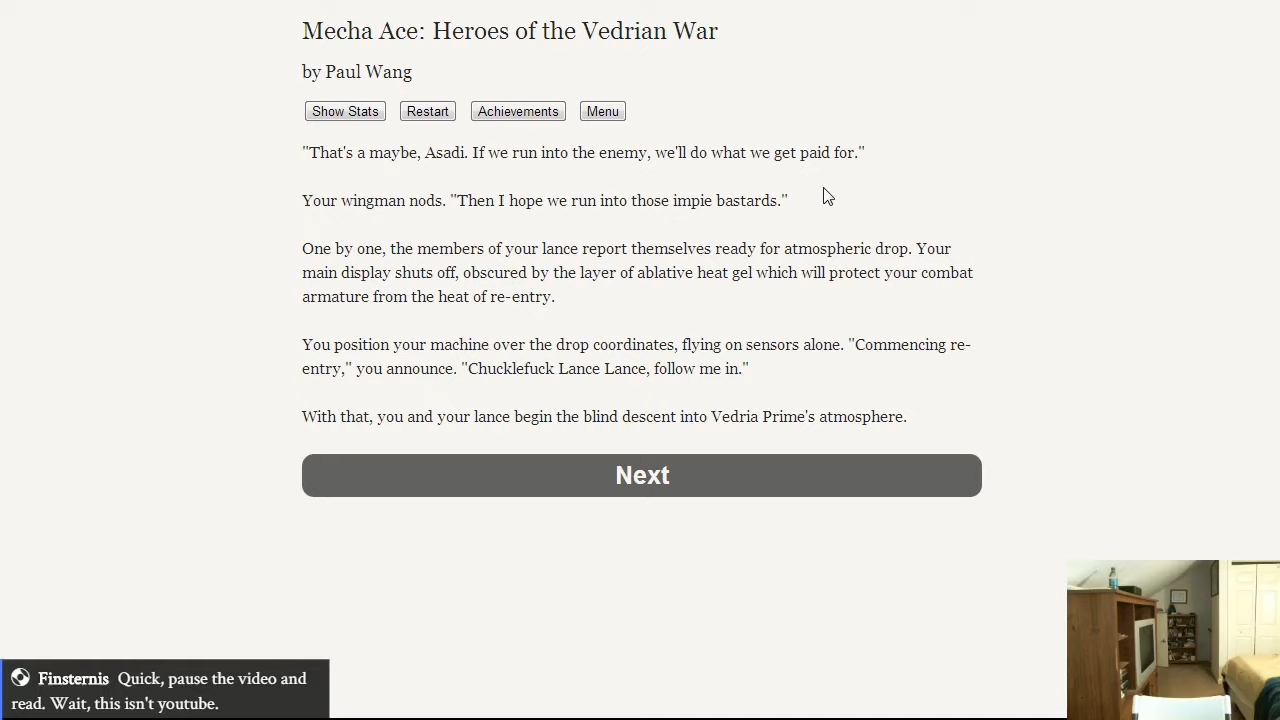 Mecha Ace: Heroes of the Vedrian War
by Paul Wang
Show Stats Restart Achievements Menu
"That's a maybe, Asadi. If we run into the enemy, we'll do what we get paid for."
Your wingman nods. "Then I hope we run into those impie bastards."
One by one, the members of your lance report themselves ready for atmospheric drop. Your
main display shuts off, obscured by the layer of ablative heat gel which will protect your combat
armature from the heat of re-entry.
You position your machine over the drop coordinates, flying on sensors alone. "Commencing re-
entry," you announce. "Chucklefuck Lance Lance, follow me in."
With that, you and your lance begin the blind descent into Vedria Prime's atmosphere.
Next
Finsternis Quick, pause the video and
read. Wait, this isn't youtube.